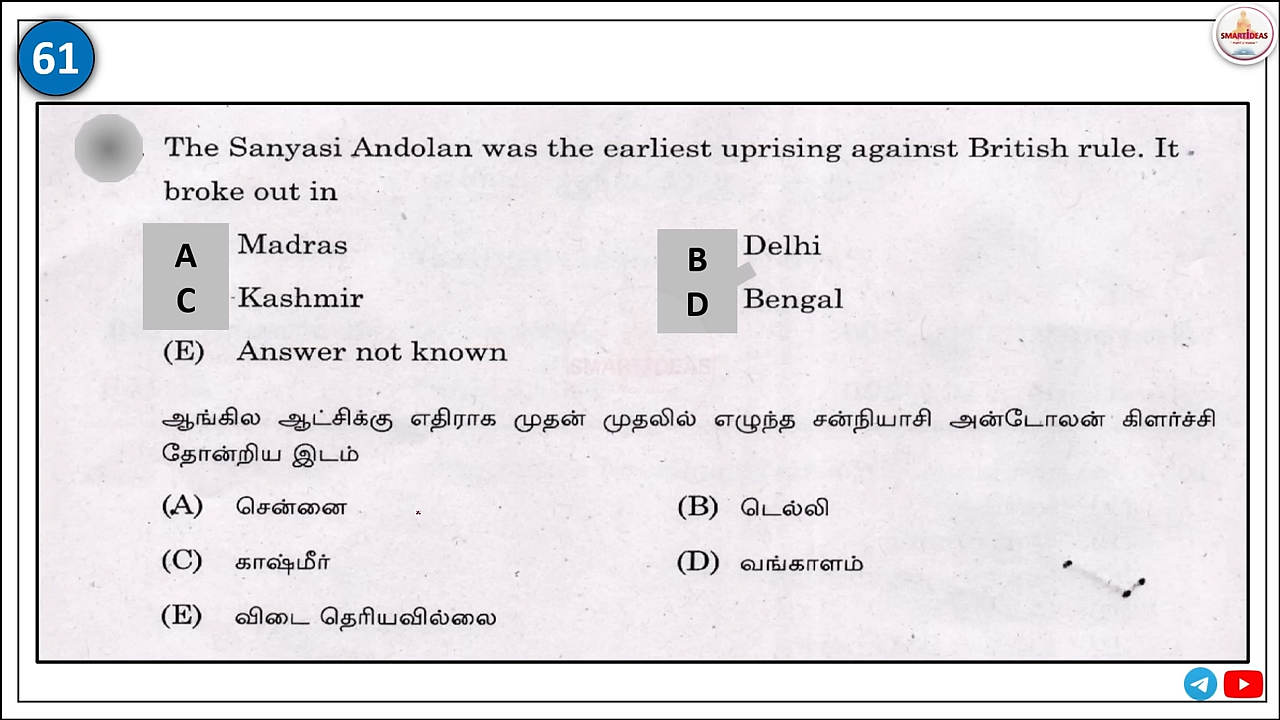 61
SMARTIDEAS
The Sanyasi Andolan was the earliest uprising against British rule. It
broke out in
A Madras B Delhi
C Kashmir D Bengal
(E) Answer not known
SMARTIDEAS
ஆங்கில ஆட்சிக்கு எதிராக முதன் முதலில் எழுந்த சன்நியாசி அன்டோலன் கிளர்ச்சி
தோன்றிய இடம்
(A) சென்னை (B) டெல்லி
(C) காஷ்மீர் (D) வங்காளம்
(E) விடை தெரியவில்லை